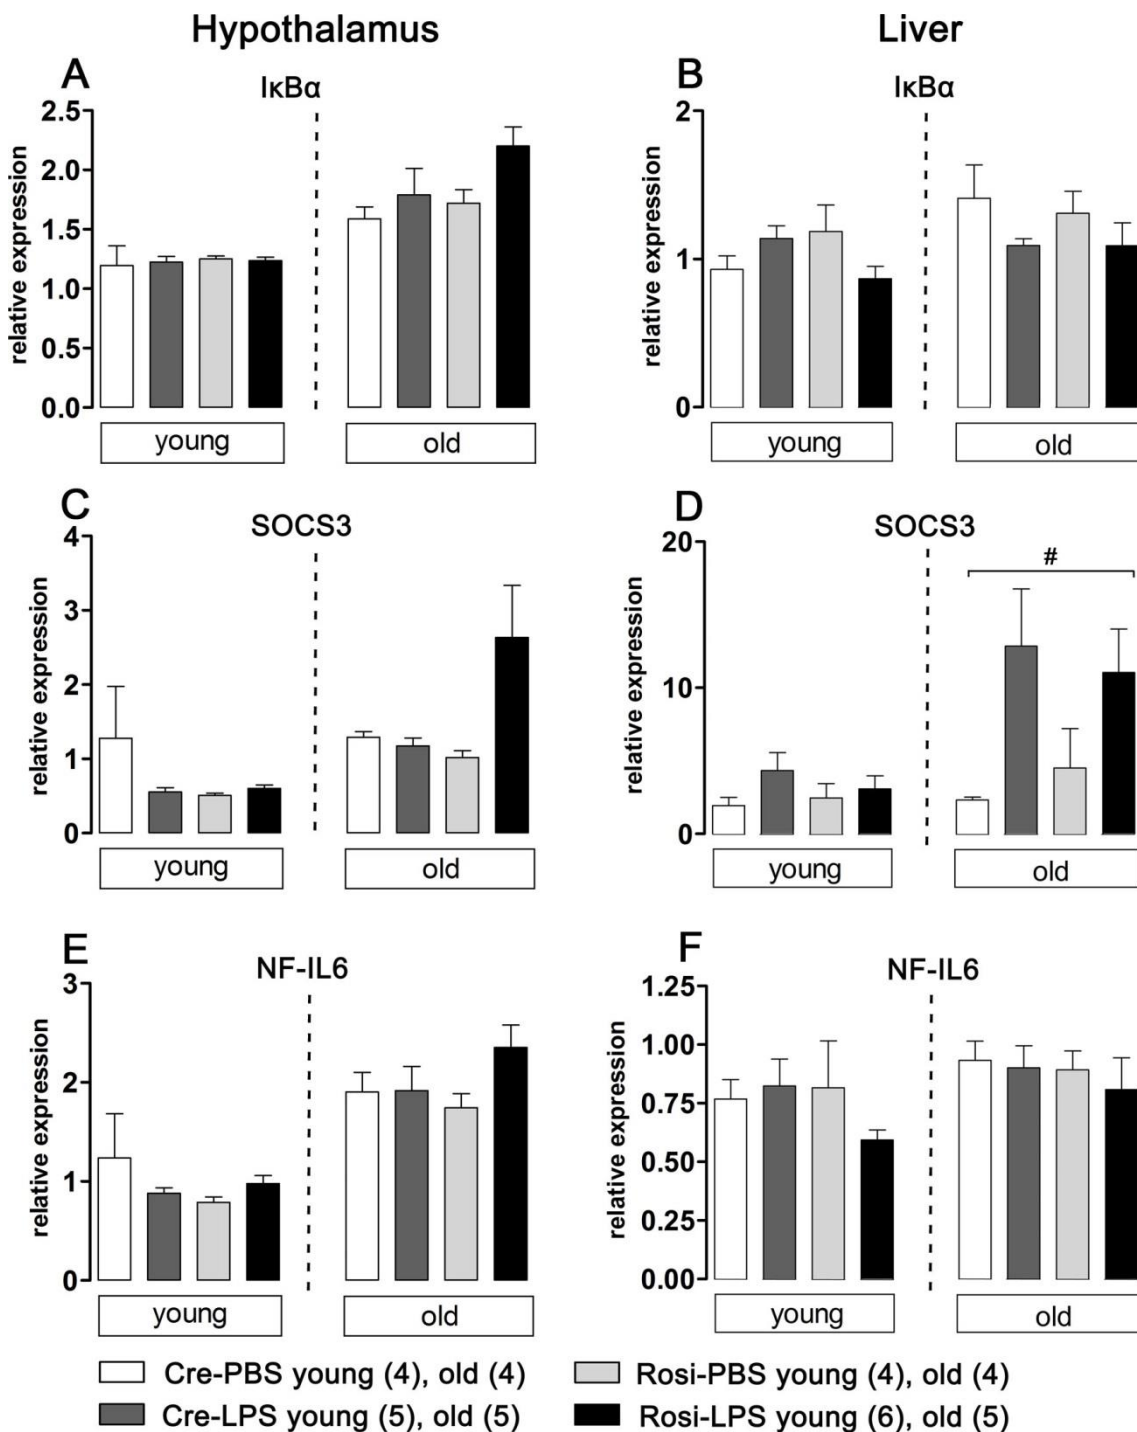 Hypothalamus
Liver
A
IκBα
relative expression
2.5
2.0
1.5
1.0
0.5
0.0
young
old
B
IκBα
relative expression
2
1
0
young
old
C
SOCS3
relative expression
4
3
2
1
0
young
old
D
SOCS3
relative expression
20
10
0
#
young
old
E
NF-IL6
relative expression
3
2
1
0
young
old
F
NF-IL6
relative expression
1.25
1.00
0.75
0.50
0.25
0.00
young
old
Cre-PBS young (4), old (4)
Rosi-PBS young (4), old (4)
Cre-LPS young (5), old (5)
Rosi-LPS young (6), old (5)